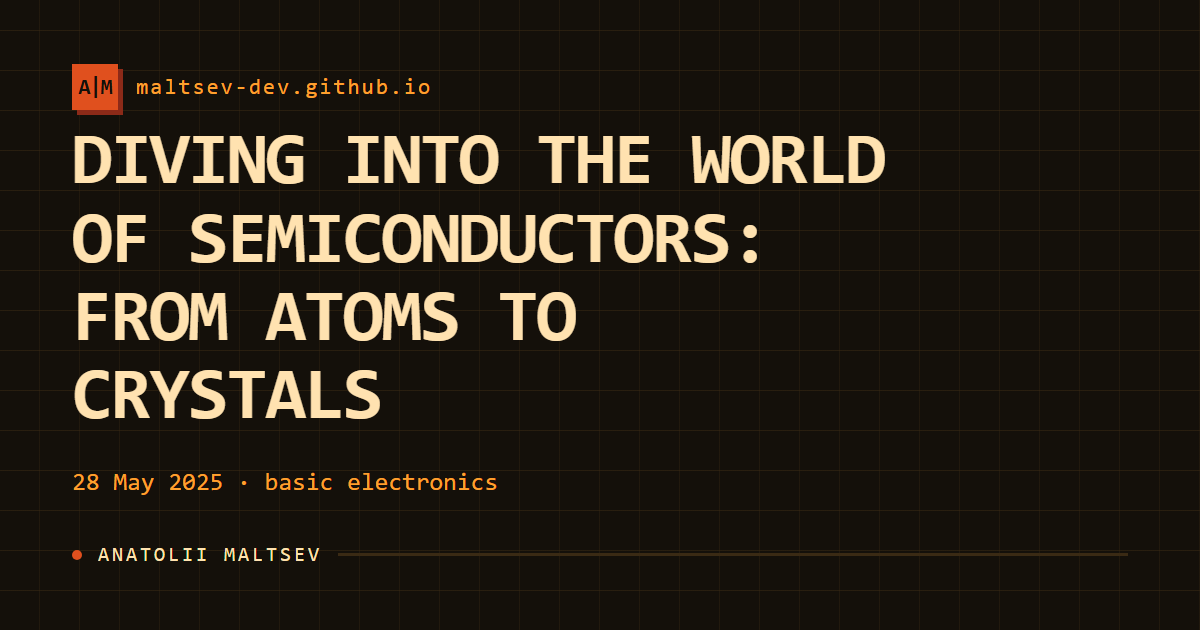 A|M
maltsev-dev.github.io
DIVING INTO THE WORLD
OF SEMICONDUCTORS:
FROM ATOMS TO
CRYSTALS
28 May 2025 · basic electronics
ANATOLII MALTSEV